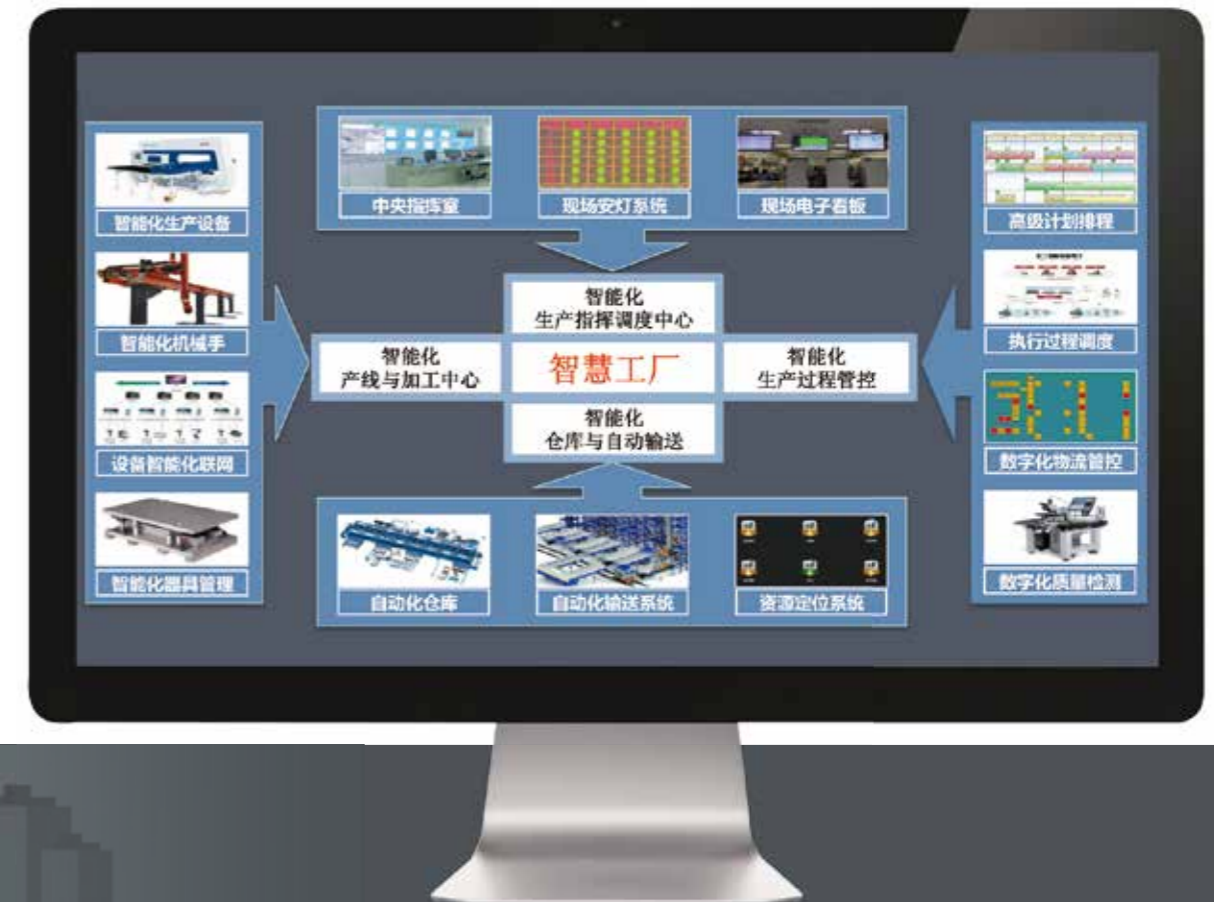 中央指挥室
现场安灯系统
现场电子看板
智能化生产设备
智能化机械手
设备智能化联网
智能化器具管理
智能化
生产指挥调度中心
智能化
产线与加工中心
智慧工厂
智能化
生产过程管控
智能化
仓库与自动输送
高级计划排程
执行过程调度
数字化物流管控
数字化质量检测
自动化仓库
自动化输送系统
资源定位系统